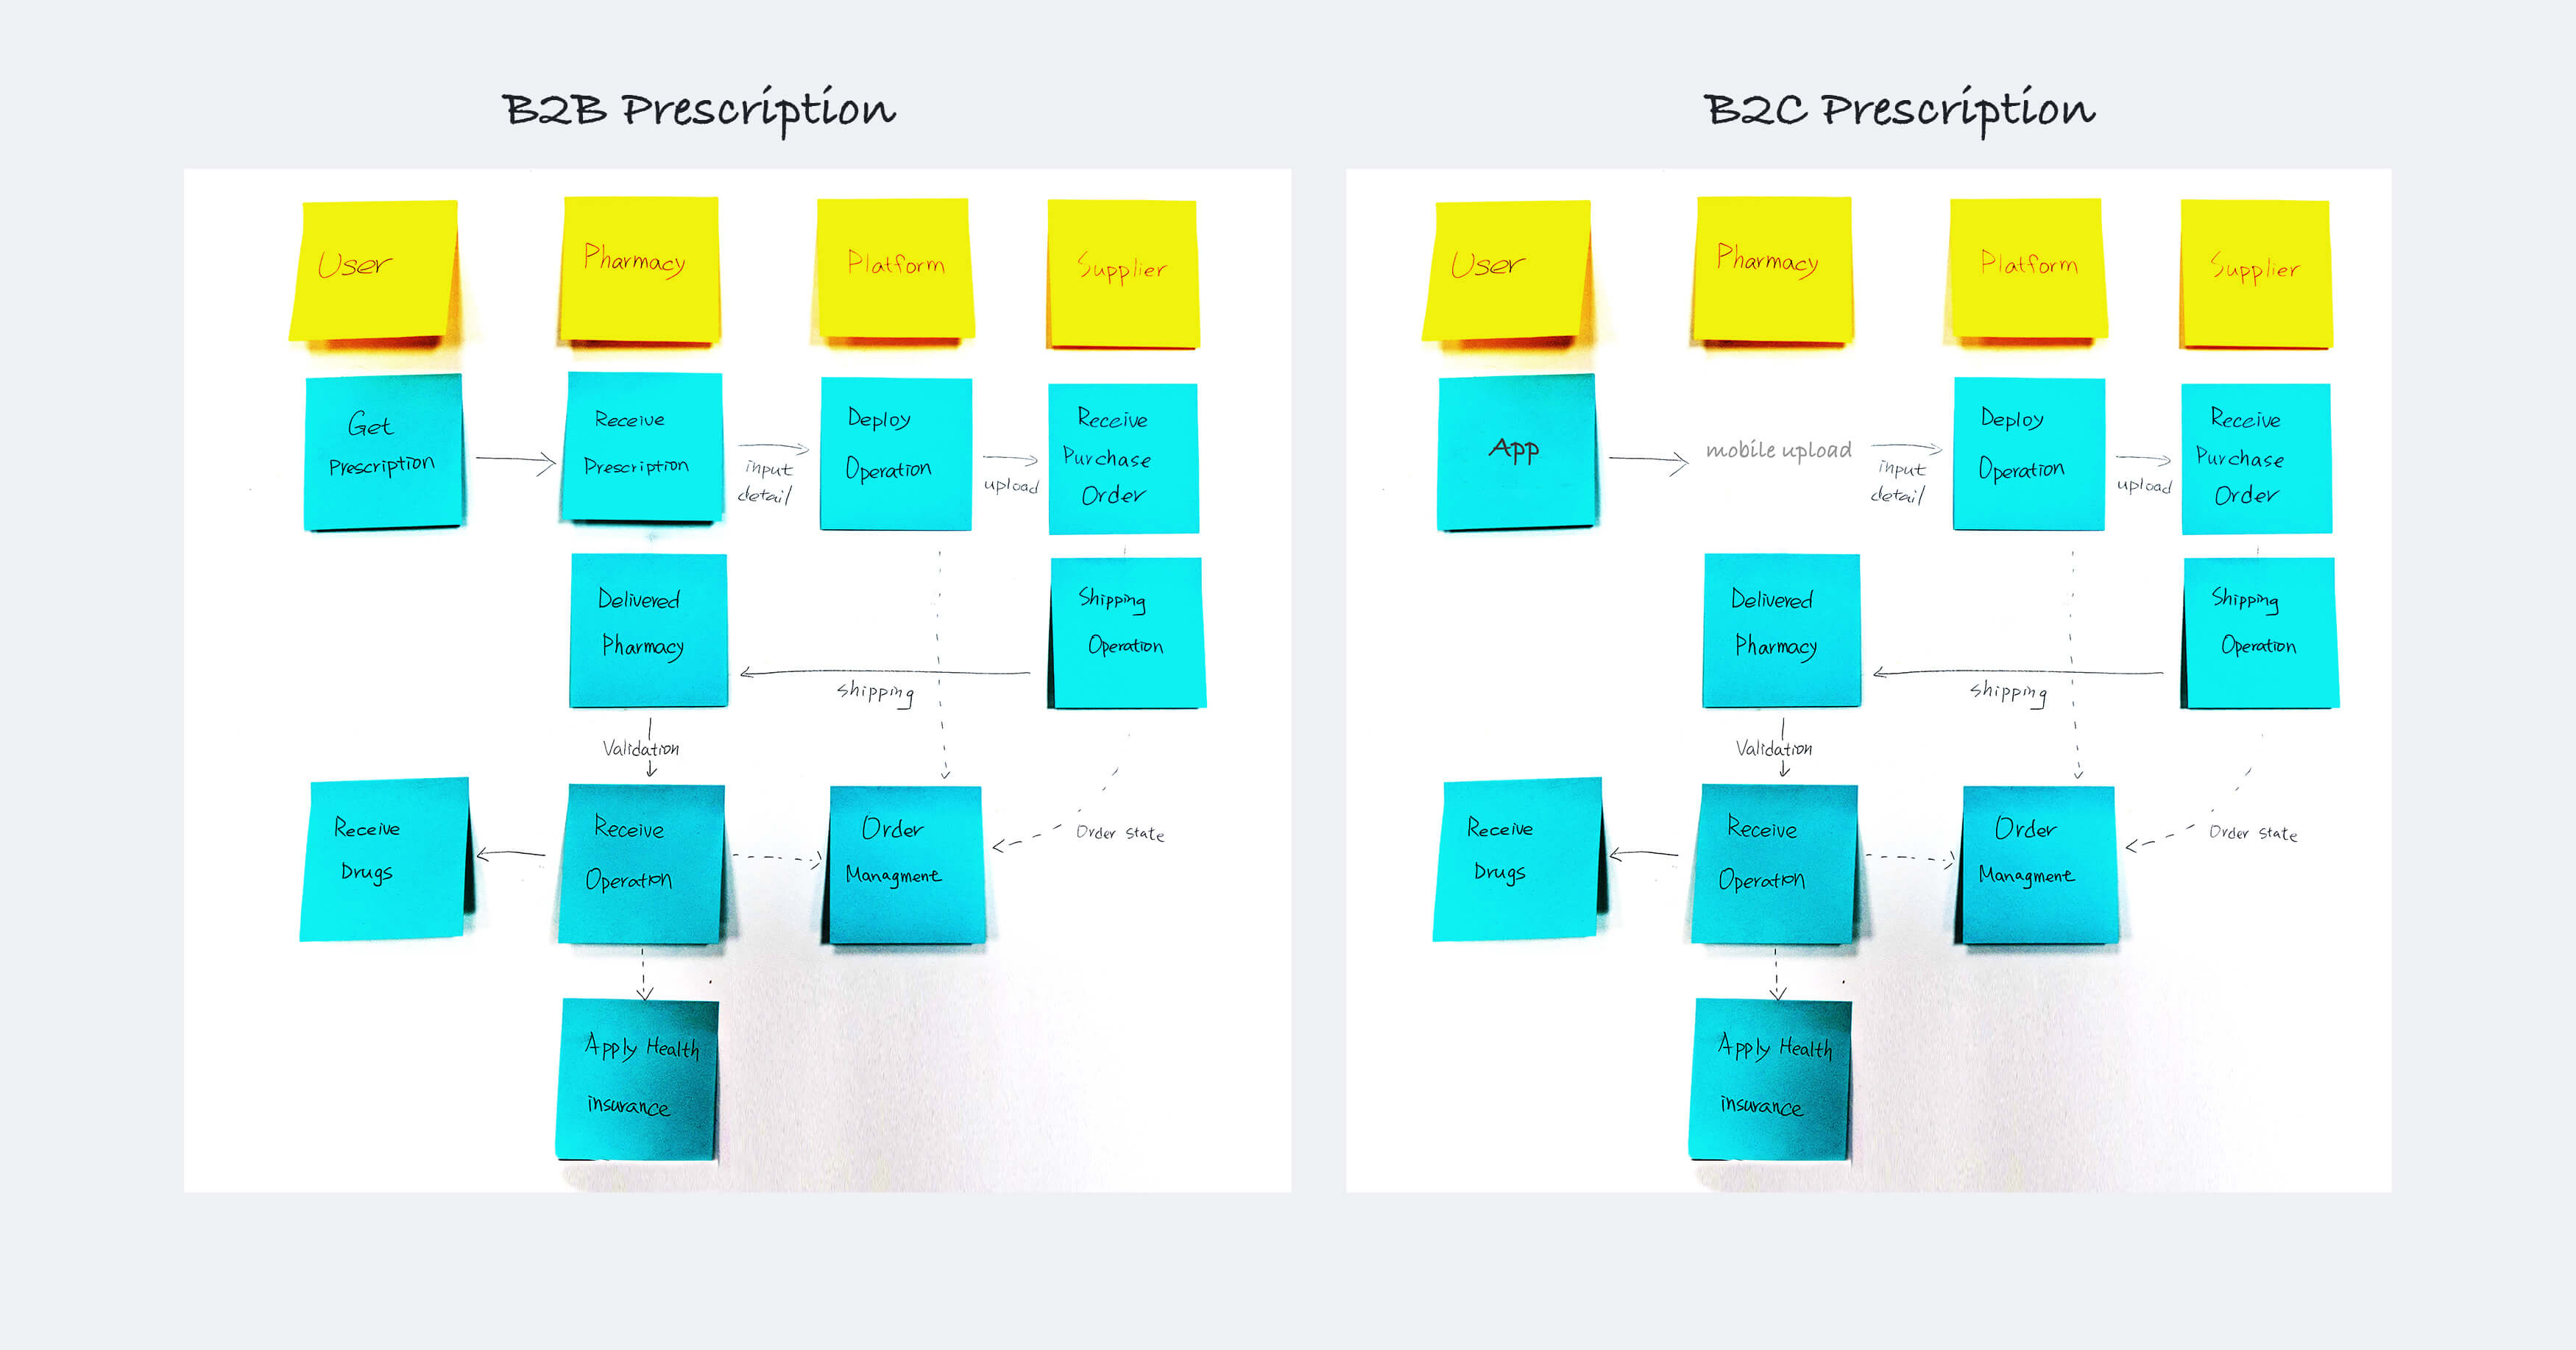 B2B Prescription
User
Pharmacy
Platform
Supplier
Get
Prescription
Receive
Prescription
input
detail
Deploy
Operation
upload
Receive
Purchase
Order
Delivered
Pharmacy
Shipping
Operation
shipping
Validation
Receive
Drugs
Receive
Operation
Order
Managment
Order state
Apply Health
insurance
B2C Prescription
User
Pharmacy
Platform
Supplier
App
mobile upload
input
detail
Deploy
Operation
upload
Receive
Purchase
Order
Delivered
Pharmacy
Shipping
Operation
shipping
Validation
Receive
Drugs
Receive
Operation
Order
Managment
Order state
Apply Health
insurance